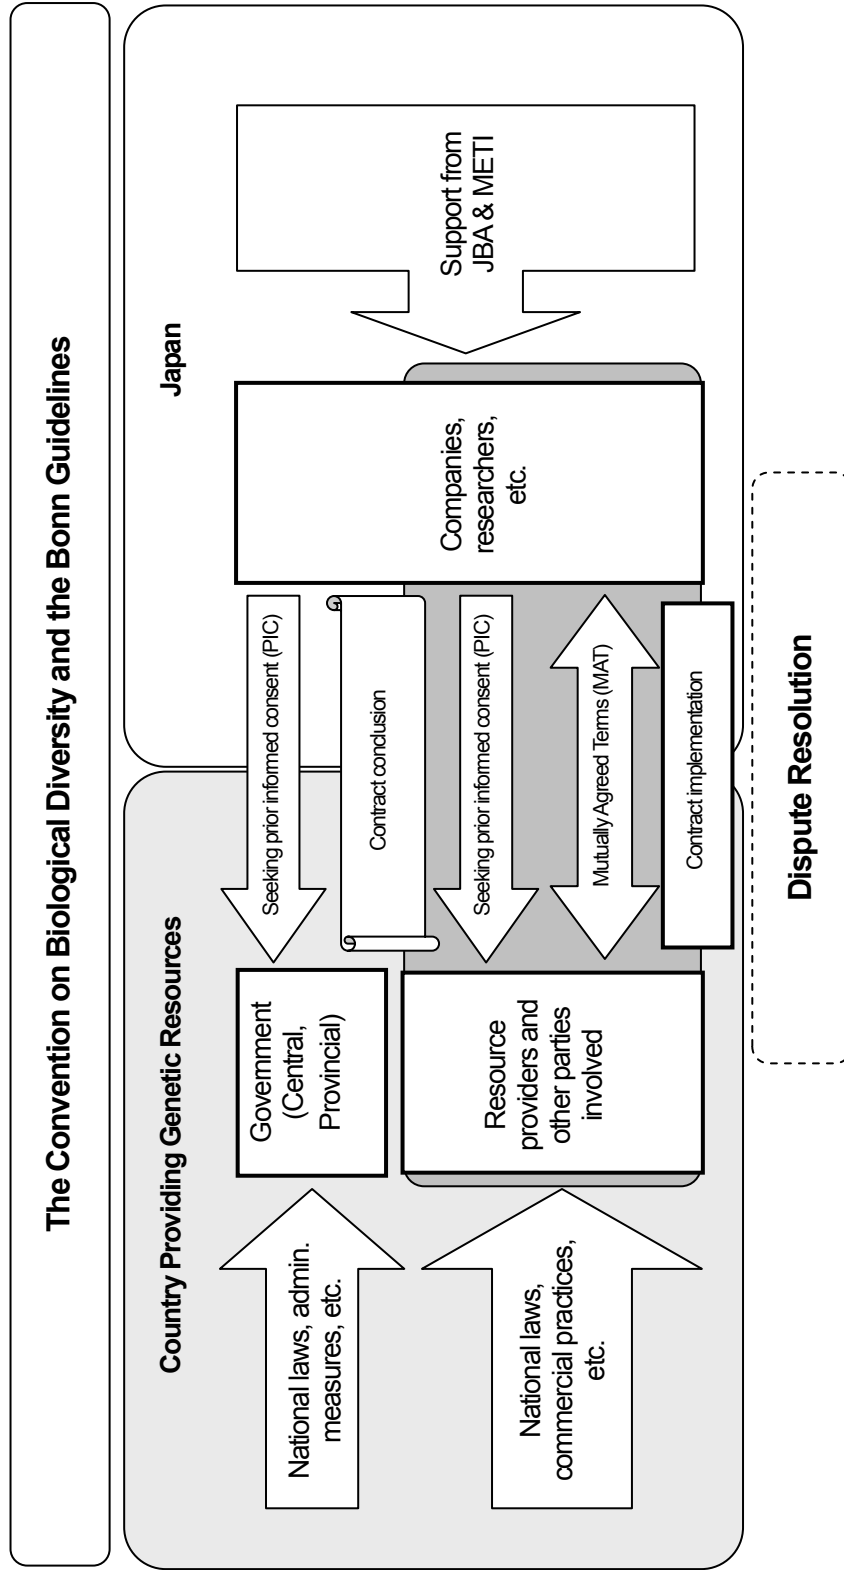 The Convention on Biological Diversity and the Bonn Guidelines
Country Providing Genetic Resources
Japan
National laws, admin.
measures, etc.
Government
(Central,
Provincial)
Seeking prior informed consent (PIC)
Contract conclusion
National laws,
commercial practices,
etc.
Resource
providers and
other parties
involved
Seeking prior informed consent (PIC)
Mutually Agreed Terms (MAT)
Contract implementation
Companies,
researchers,
etc.
Support from
JBA & METI
Dispute Resolution